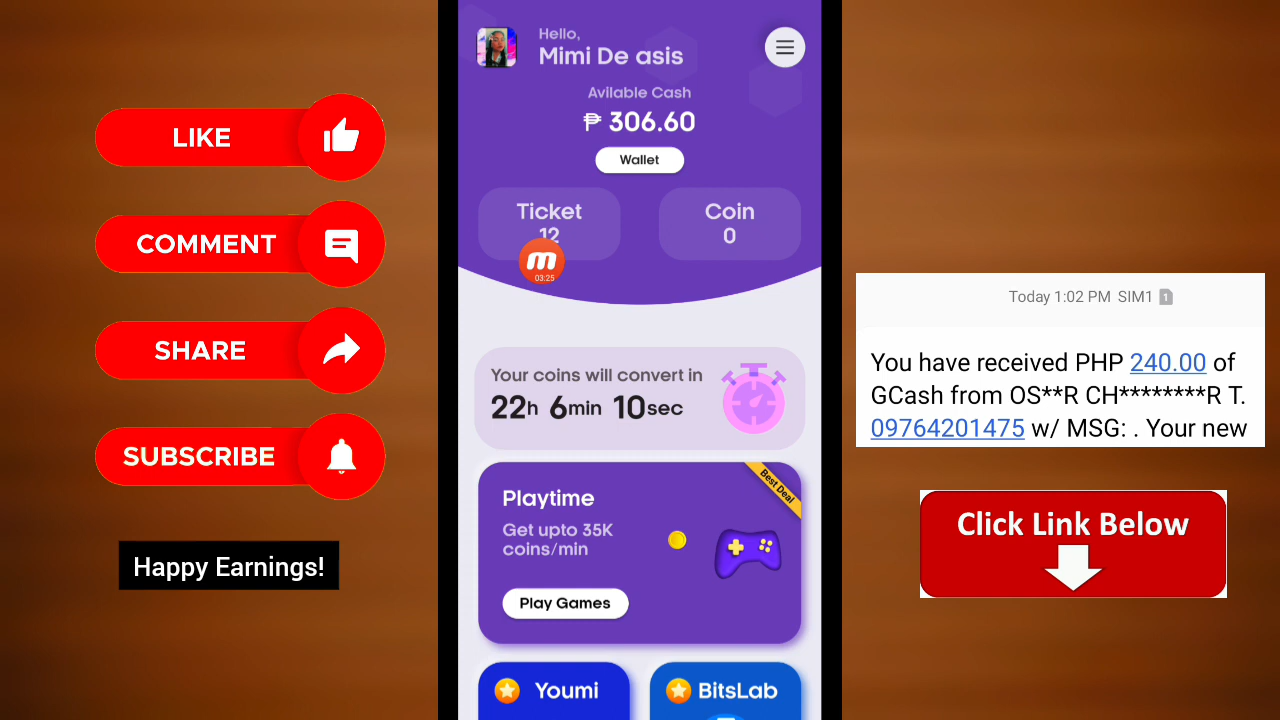 LIKE
COMMENT
SHARE
SUBSCRIBE
Happy Earnings!
Hello,
Mimi De asis
Avilable Cash
₱ 306.60
Wallet
Ticket
12
Coin
0
m
03:25
Your coins will convert in
22h 6min 10sec
Best Deal
Playtime
Get upto 35K
coins/min
Play Games
Youmi
BitsLab
Today 1:02 PM SIM1 1
You have received PHP 240.00 of
GCash from OS**R CH********R T.
09764201475 w/ MSG: . Your new
Click Link Below